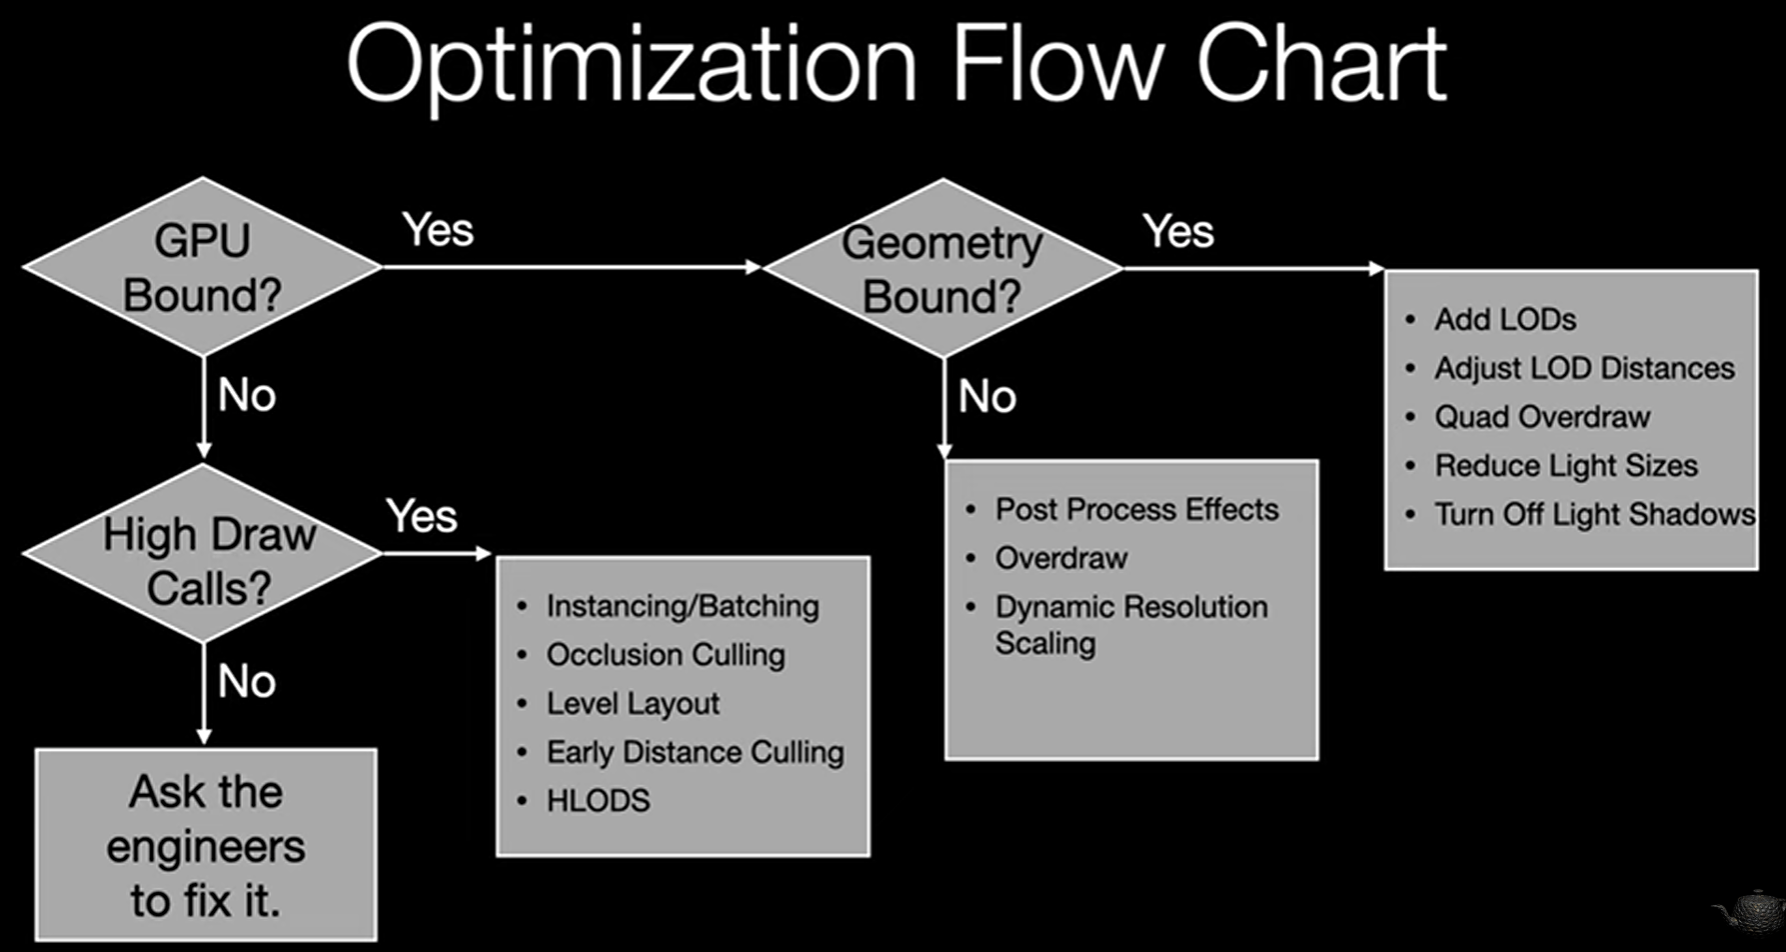 Optimization Flow Chart
GPU
Bound?
Yes
Geometry
Bound?
Yes
• Add LODs
• Adjust LOD Distances
• Quad Overdraw
• Reduce Light Sizes
• Turn Off Light Shadows
No
No
• Post Process Effects
• Overdraw
• Dynamic Resolution
Scaling
High Draw
Calls?
Yes
• Instancing/Batching
• Occlusion Culling
• Level Layout
• Early Distance Culling
• HLODS
No
Ask the
engineers
to fix it.